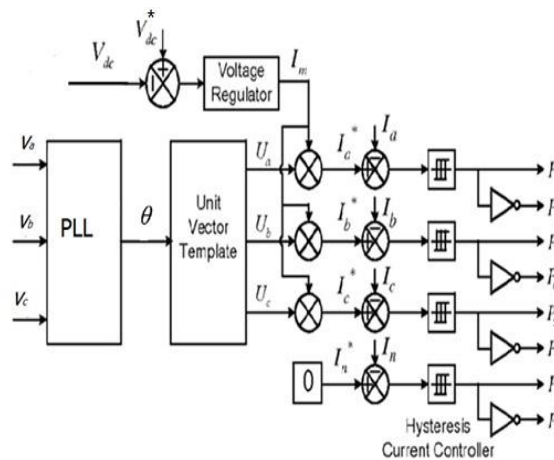 V*dc
Vdc
Im
Voltage
Regulator
Va
Vb
Vc
PLL
θ
Unit
Vector
Template
Ua
Ub
Uc
Ia*
Ia
Ib*
Ib
Ic*
Ic
In*
In
0
Hysteresis
Current Controller